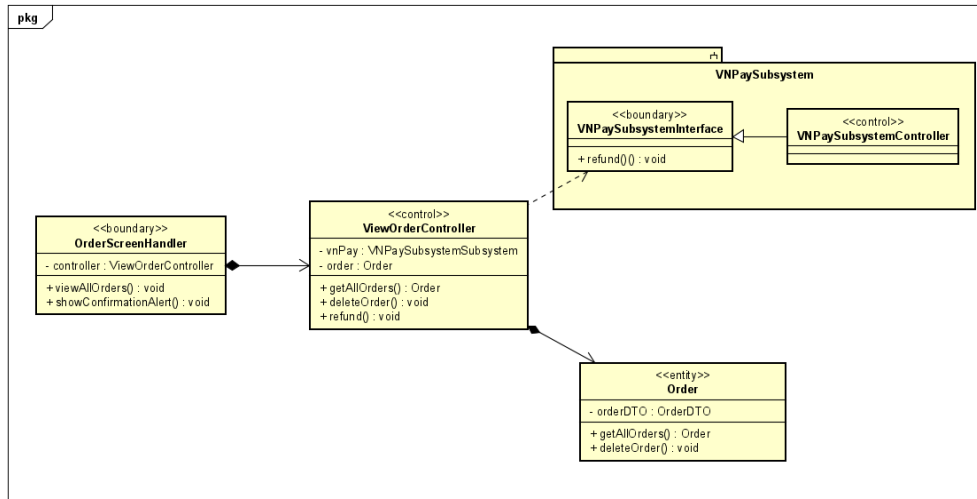 pkg
VNPaySubsystem
<<boundary>>
VNPaySubsystemInterface
+ refund()() : void
<<control>>
VNPaySubsystemController
<<boundary>>
OrderScreenHandler
- controller : ViewOrderController
+ viewAllOrders() : void
+ showConfirmationAlert() : void
<<control>>
ViewOrderController
- vnPay : VNPaySubsystemSubsystem
- order : Order
+ getAllOrders() : Order
+ deleteOrder() : void
+ refund() : void
<<entity>>
Order
- orderDTO : OrderDTO
+ getAllOrders() : Order
+ deleteOrder() : void